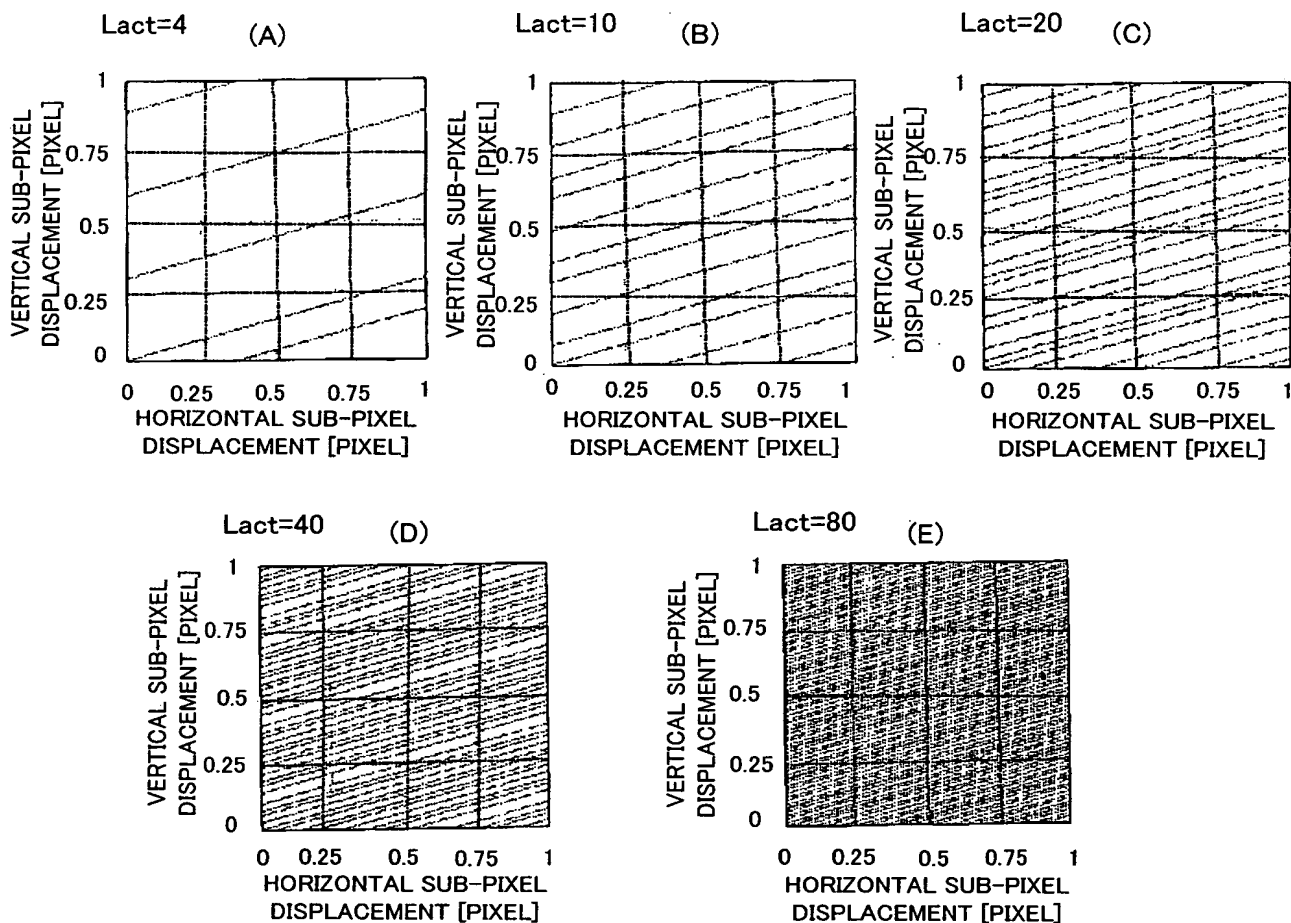 Lact=4 (A)
VERTICAL SUB-PIXEL
DISPLACEMENT [PIXEL]
1
0.75
0.5
0.25
0
0 0.25 0.5 0.75 1
HORIZONTAL SUB-PIXEL
DISPLACEMENT [PIXEL]
Lact=10 (B)
VERTICAL SUB-PIXEL
DISPLACEMENT [PIXEL]
1
0.75
0.5
0.25
0
0 0.25 0.5 0.75 1
HORIZONTAL SUB-PIXEL
DISPLACEMENT [PIXEL]
Lact=20 (C)
VERTICAL SUB-PIXEL
DISPLACEMENT [PIXEL]
1
0.75
0.5
0.25
0
0 0.25 0.5 0.75 1
HORIZONTAL SUB-PIXEL
DISPLACEMENT [PIXEL]
Lact=40 (D)
VERTICAL SUB-PIXEL
DISPLACEMENT [PIXEL]
1
0.75
0.5
0.25
0
0 0.25 0.5 0.75 1
HORIZONTAL SUB-PIXEL
DISPLACEMENT [PIXEL]
Lact=80 (E)
VERTICAL SUB-PIXEL
DISPLACEMENT [PIXEL]
1
0.75
0.5
0.25
0
0 0.25 0.5 0.75 1
HORIZONTAL SUB-PIXEL
DISPLACEMENT [PIXEL]